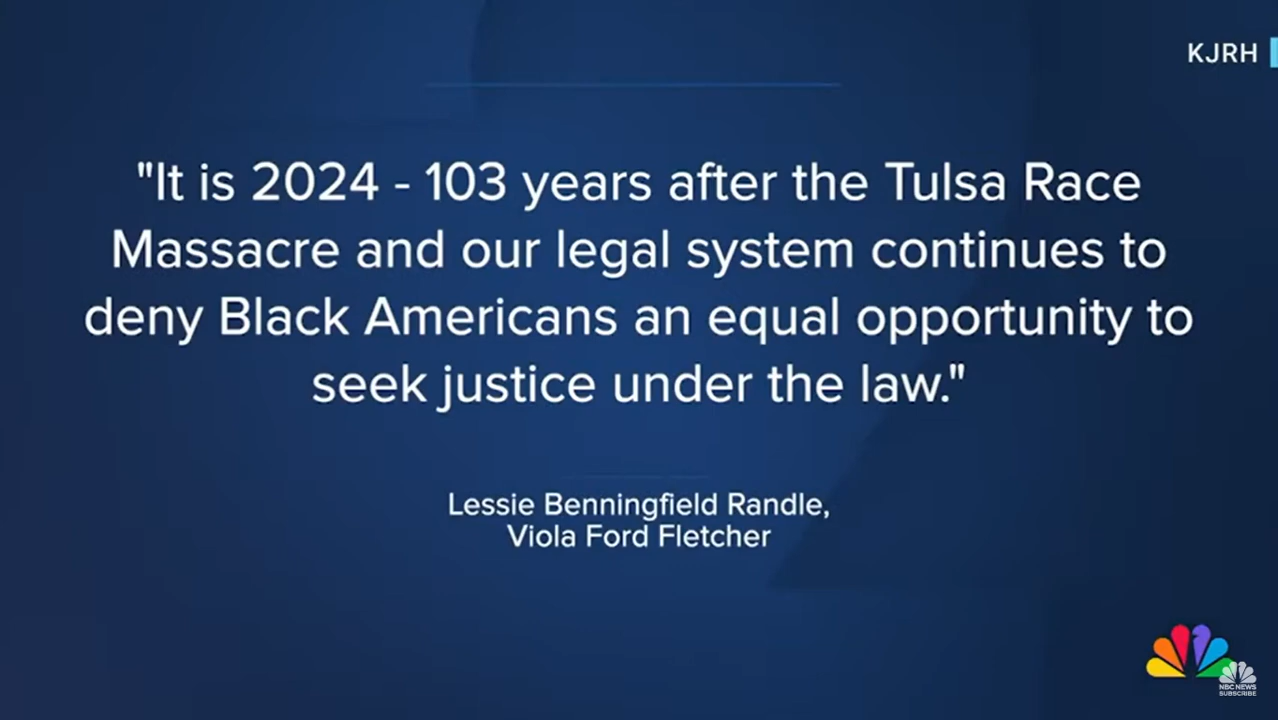 KJRH
"It is 2024 - 103 years after the Tulsa Race
Massacre and our legal system continues to
deny Black Americans an equal opportunity to
seek justice under the law."
Lessie Benningfield Randle,
Viola Ford Fletcher
NBC NEWS
SUBSCRIBE